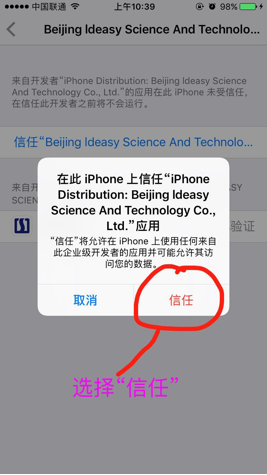 中国联通
上午10:39
98%
Beijing Ideasy Science And Technolo...
来自开发者“iPhone Distribution: Beijing Ideasy Science
And Technology Co., Ltd.”的应用在此 iPhone 未受信任，
在信任此开发者之前将不会运行。
信任“Beijing Ideasy Science And Technolo...
在此 iPhone 上信任“iPhone
Distribution: Beijing Ideasy
Science And Technology Co.,
Ltd.”应用
“信任”将允许在 iPhone 上使用任何来自
此企业级开发者的应用并可能允许其访
问您的数据。
来自开
SY
SCIEN
验证
取消
信任
选择“信任”